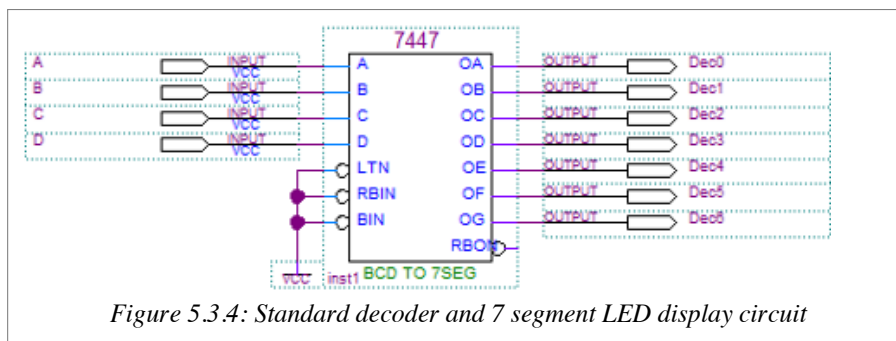 7447
A INPUT VCC A OA OUTPUT Dec0
B INPUT VCC B OB OUTPUT Dec1
C INPUT VCC C OC OUTPUT Dec2
D INPUT VCC D OD OUTPUT Dec3
LTN OE OUTPUT Dec4
RBIN OF OUTPUT Dec5
BIN OG OUTPUT Dec6
RBON
VCC inst1 BCD TO 7SEG
Figure 5.3.4: Standard decoder and 7 segment LED display circuit